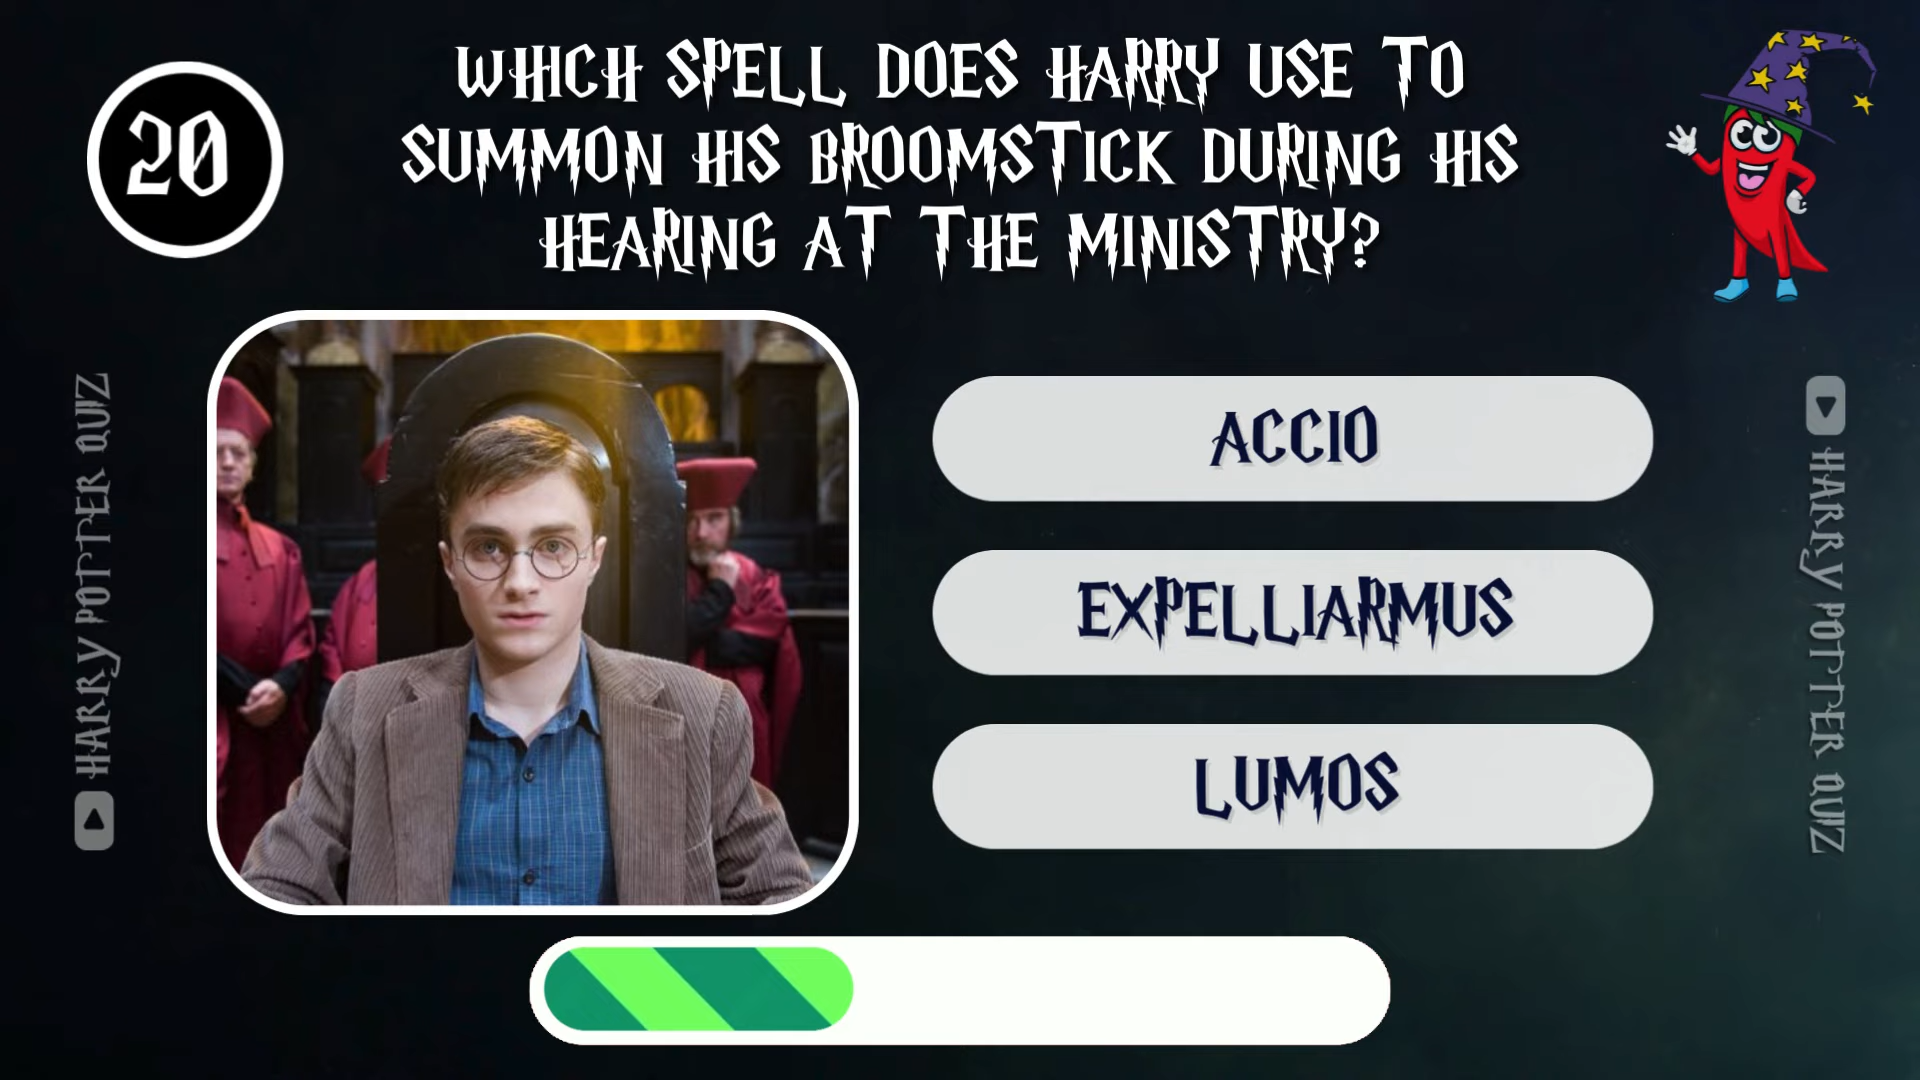 20
WHICH SPELL DOES HARRY USE TO
SUMMON HIS BROOMSTICK DURING HIS
HEARING AT THE MINISTRY?
ACCIO
EXPELLIARMUS
LUMOS
HARRY POTTER QUIZ
HARRY POTTER QUIZ